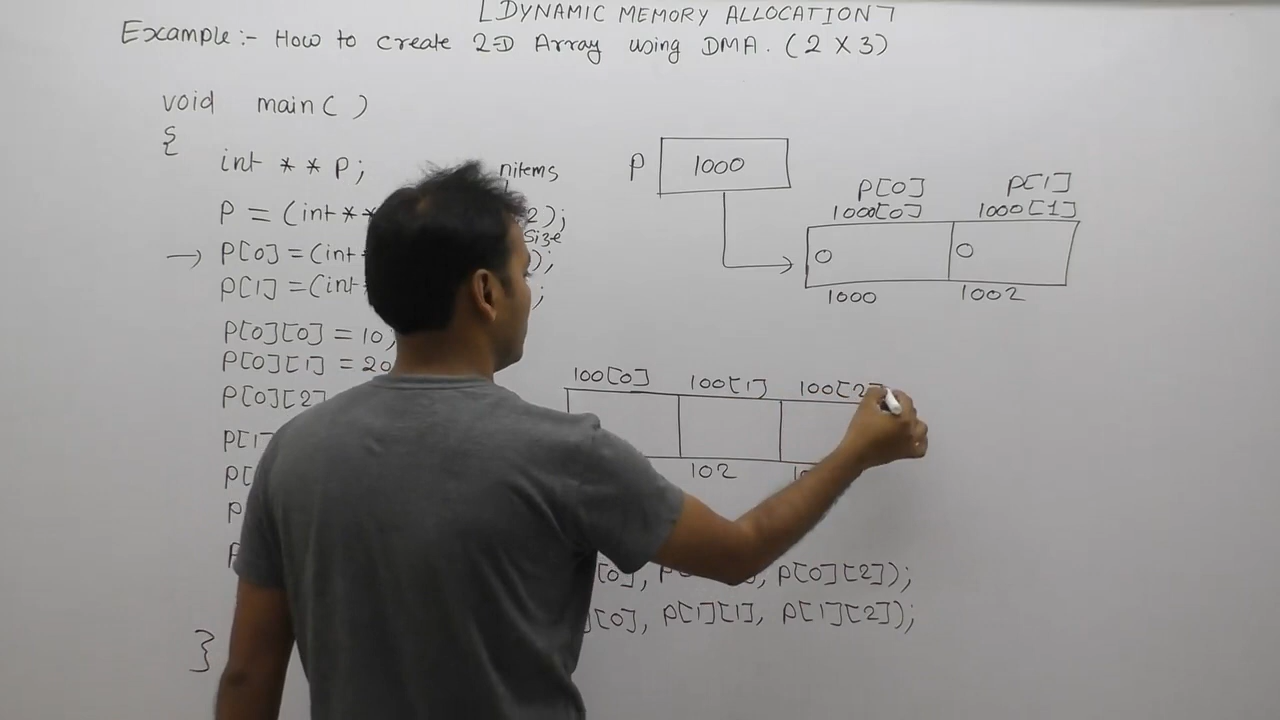 [DYNAMIC MEMORY ALLOCATION]
Example:- How to create 2-D Array using DMA. (2 X 3)
void main( )
{
int * * P;
nitems
P = (int**
2);
size
P[0] = (int
);
P[1] = (int
;
P[0][0] = 10;
P[0][1] = 20
P[0][2]
P[1]
P[
P
P
[0], P
, P[0][2]);
][0], P[1][1], P[1][2]);
}
P
1000
P[0] P[1]
1000[0] 1000[1]
0 0
1000 1002
100[0] 100[1] 100[2]
102